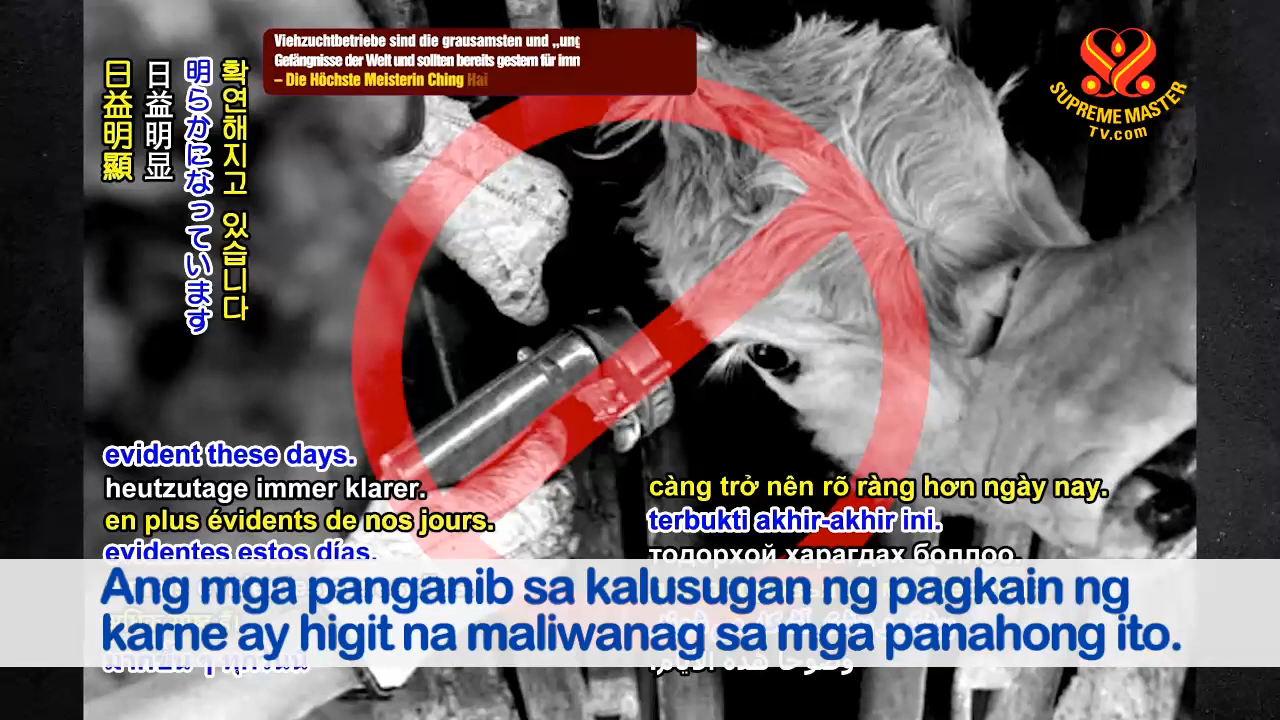 Viehzuchtbetriebe sind die grausamsten und „ung
Gefängnisse der Welt und sollten bereits gestern für imm
– Die Höchste Meisterin Ching Hai
SUPREME MASTER
TV.com
日益明顯
日益明显
明らかになっています
확연해지고 있습니다
evident these days.
heutzutage immer klarer.
en plus évidents de nos jours.
evidentes estos días.
càng trở nên rõ ràng hơn ngày nay.
terbukti akhir-akhir ini.
тодорхой харагдах боллоо.
Ang mga panganib sa kalusugan ng pagkain ng
karne ay higit na maliwanag sa mga panahong ito.